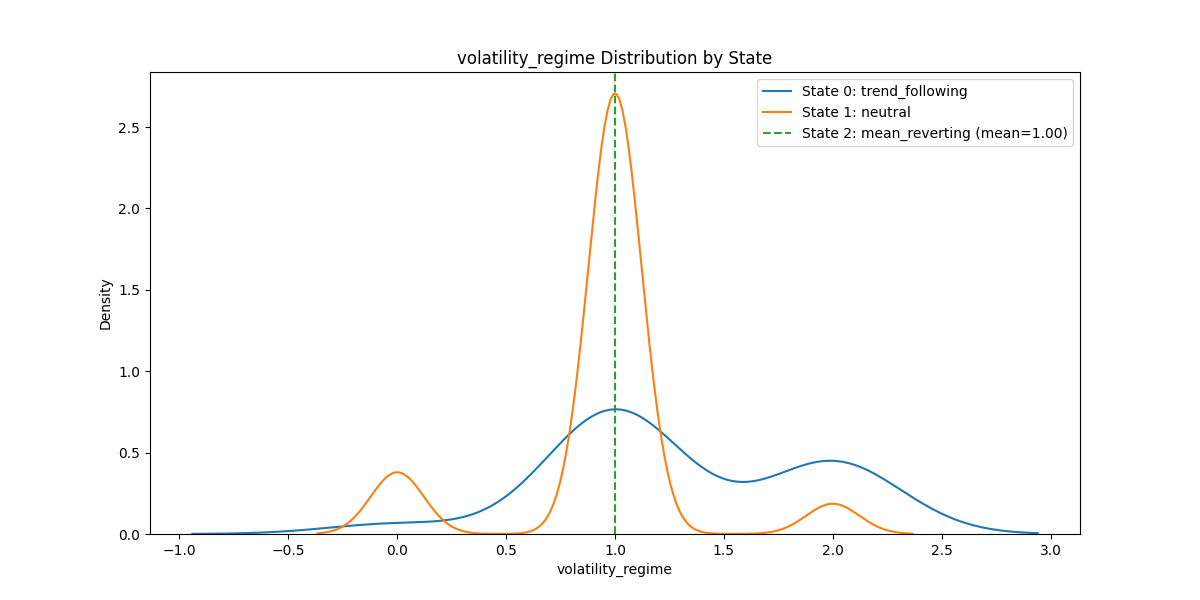 volatility_regime Distribution by State
State 0: trend_following
State 1: neutral
State 2: mean_reverting (mean=1.00)
Density
2.5
2.0
1.5
1.0
0.5
0.0
−1.0 −0.5 0.0 0.5 1.0 1.5 2.0 2.5 3.0
volatility_regime